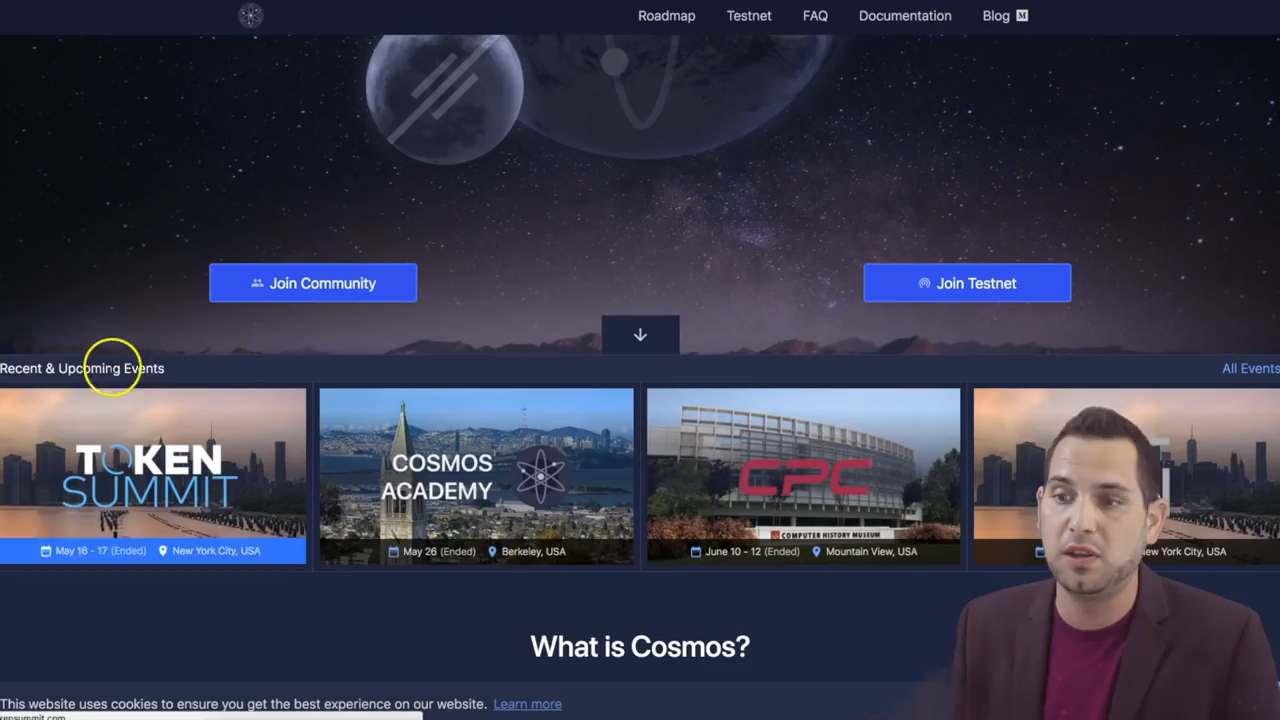 Roadmap
Testnet
FAQ
Documentation
Blog M
Join Community
Join Testnet
Recent & Upcoming Events
All Events
TOKEN
SUMMIT
May 16 - 17 (Ended)
New York City, USA
COSMOS
ACADEMY
May 26 (Ended)
Berkeley, USA
CPC
COMPUTER HISTORY MUSEUM
June 10 - 12 (Ended)
Mountain View, USA
York City, USA
What is Cosmos?
This website uses cookies to ensure you get the best experience on our website. Learn more